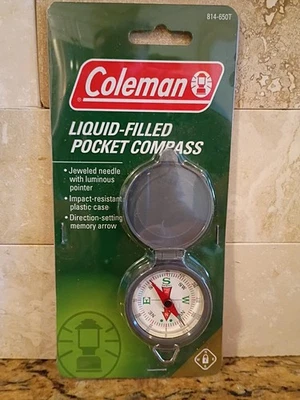 814-6507
Coleman
LIQUID-FILLED
POCKET COMPASS
• Jeweled needle
with luminous
pointer
• Impact-resistant
plastic case
• Direction-setting
memory arrow
S
E
W
N